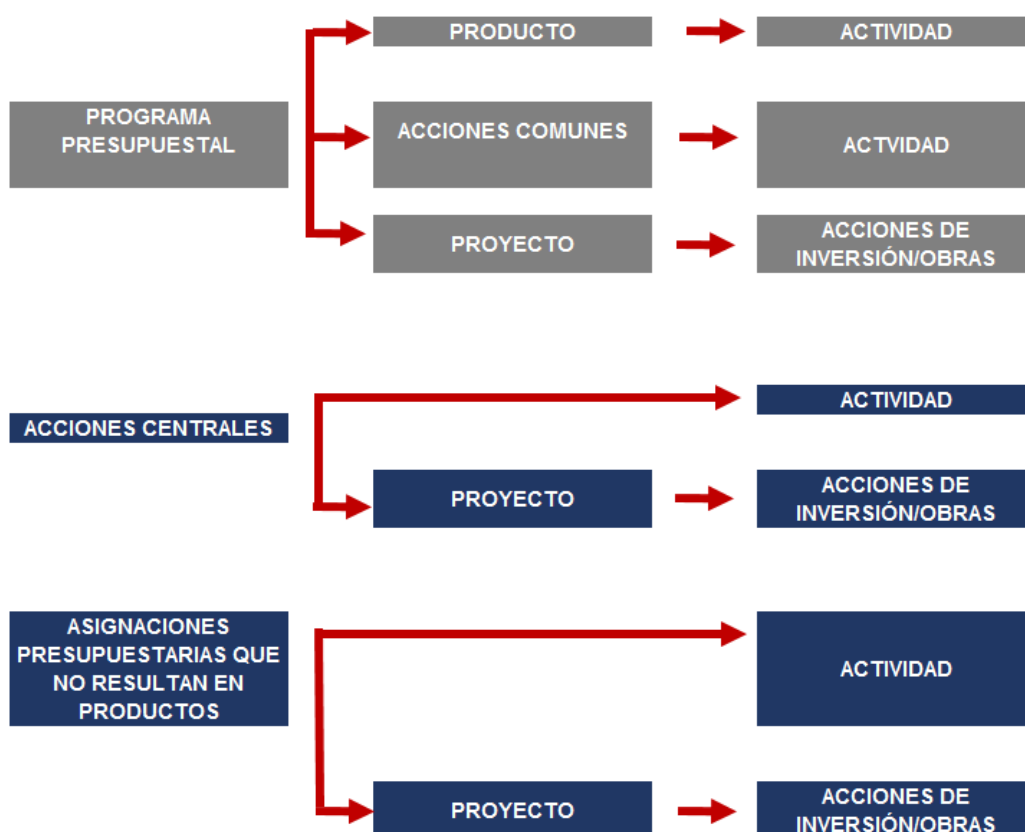 PROGRAMA
PRESUPUESTAL
PRODUCTO
ACTIVIDAD
ACCIONES COMUNES
ACTVIDAD
PROYECTO
ACCIONES DE
INVERSIÓN/OBRAS
ACCIONES CENTRALES
ACTIVIDAD
PROYECTO
ACCIONES DE
INVERSIÓN/OBRAS
ASIGNACIONES
PRESUPUESTARIAS QUE
NO RESULTAN EN
PRODUCTOS
ACTIVIDAD
PROYECTO
ACCIONES DE
INVERSIÓN/OBRAS